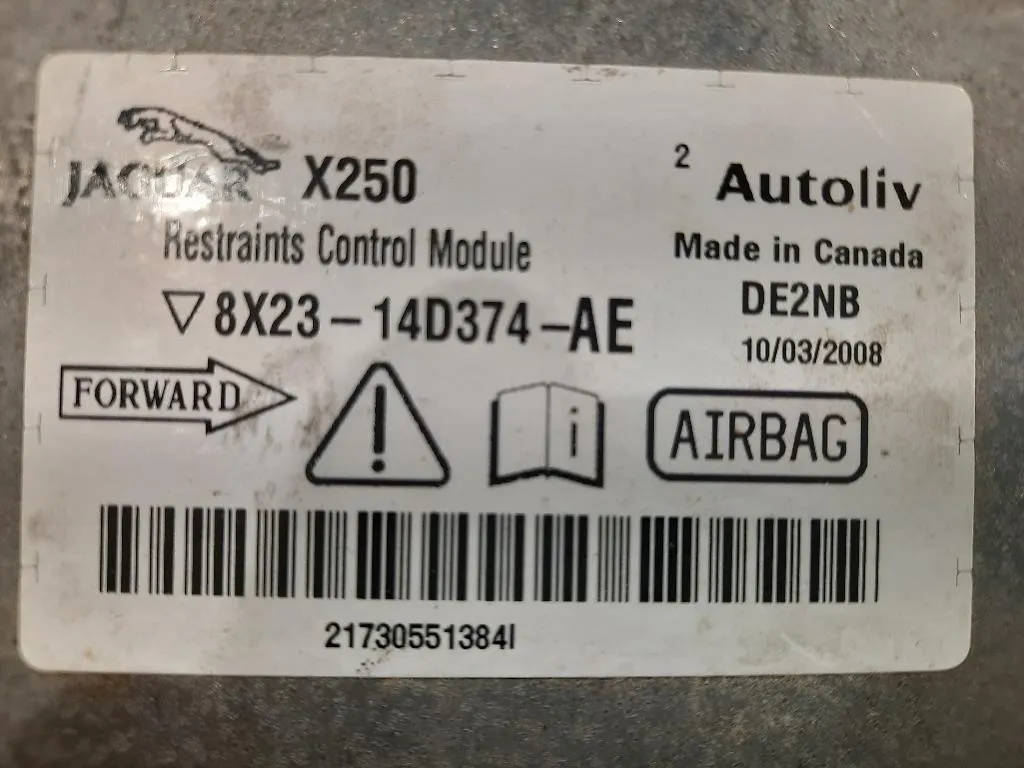 JAGUAR X250
Restraints Control Module
8X23-14D374-AE
FORWARD
2
Autoliv
Made in Canada
DE2NB
10/03/2008
i
AIRBAG
21730551384I